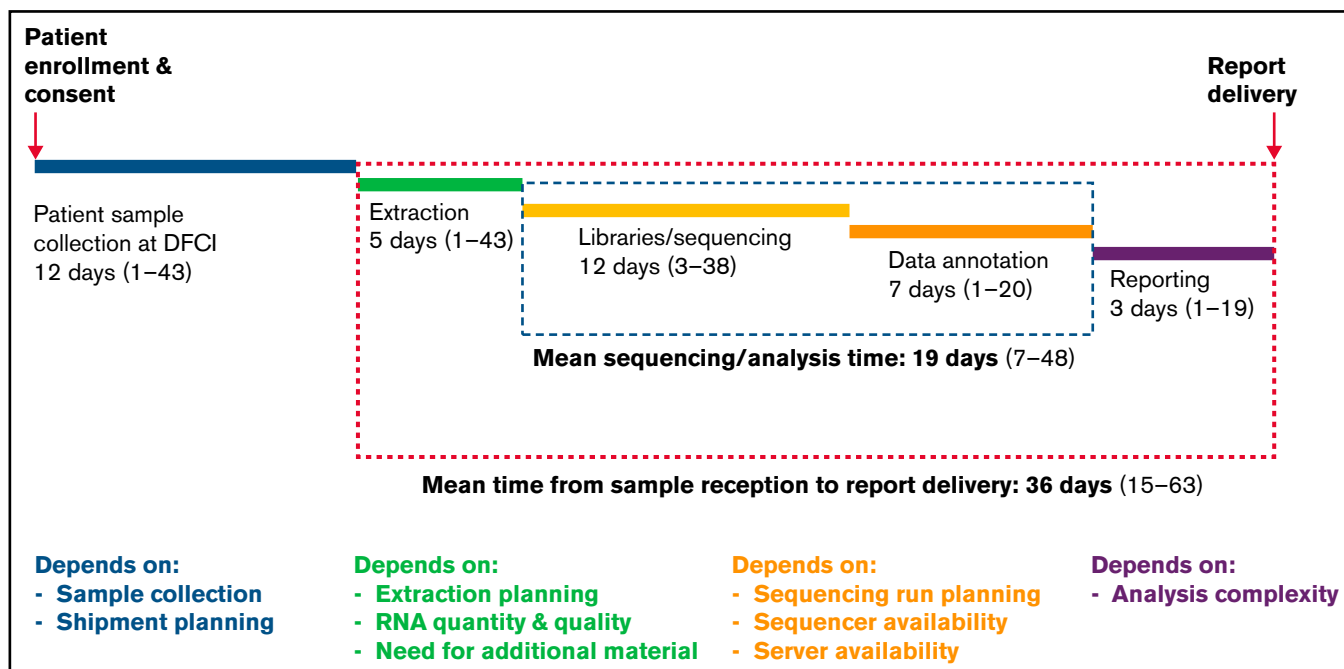 Patient
enrollment &
consent
Report
delivery
Patient sample
collection at DFCI
12 days (1–43)
Extraction
5 days (1–43)
Libraries/sequencing
12 days (3–38)
Data annotation
7 days (1–20)
Reporting
3 days (1–19)
Mean sequencing/analysis time: 19 days (7–48)
Mean time from sample reception to report delivery: 36 days (15–63)
Depends on:
- Sample collection
- Shipment planning
Depends on:
- Extraction planning
- RNA quantity & quality
- Need for additional material
Depends on:
- Sequencing run planning
- Sequencer availability
- Server availability
Depends on:
- Analysis complexity